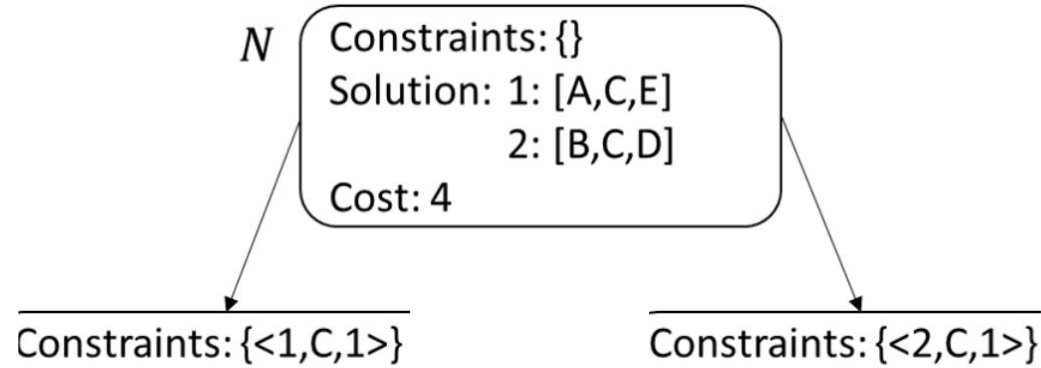 N
Constraints: {}
Solution: 1: [A,C,E]
2: [B,C,D]
Cost: 4
Constraints: {<1,C,1>}
Constraints: {<2,C,1>}